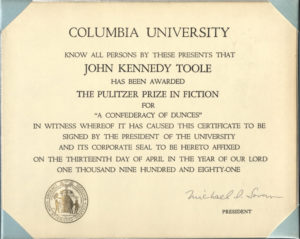 COLUMBIA UNIVERSITY
KNOW ALL PERSONS BY THESE PRESENTS THAT
JOHN KENNEDY TOOLE
HAS BEEN AWARDED
THE PULITZER PRIZE IN FICTION
FOR
"A CONFEDERACY OF DUNCES"
IN WITNESS WHEREOF IT HAS CAUSED THIS CERTIFICATE TO BE
SIGNED BY THE PRESIDENT OF THE UNIVERSITY
AND ITS CORPORATE SEAL TO BE HERETO AFFIXED
ON THE THIRTEENTH DAY OF APRIL IN THE YEAR OF OUR LORD
ONE THOUSAND NINE HUNDRED AND EIGHTY-ONE
Michael I. Sovern
PRESIDENT